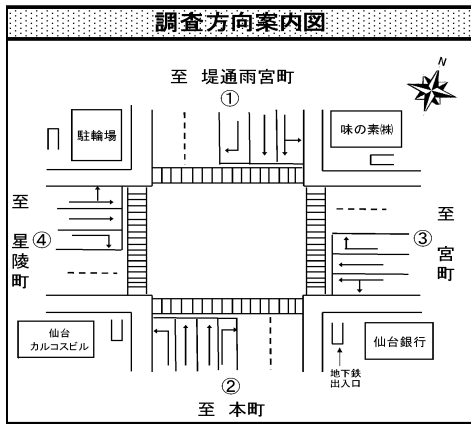 調査方向案内図
N
至 堤通雨宮町
①
駐輪場
味の素㈱
至 星陵町
④
至 宮町
③
仙台
カルコスビル
仙台銀行
地下鉄
出入口
②
至 本町